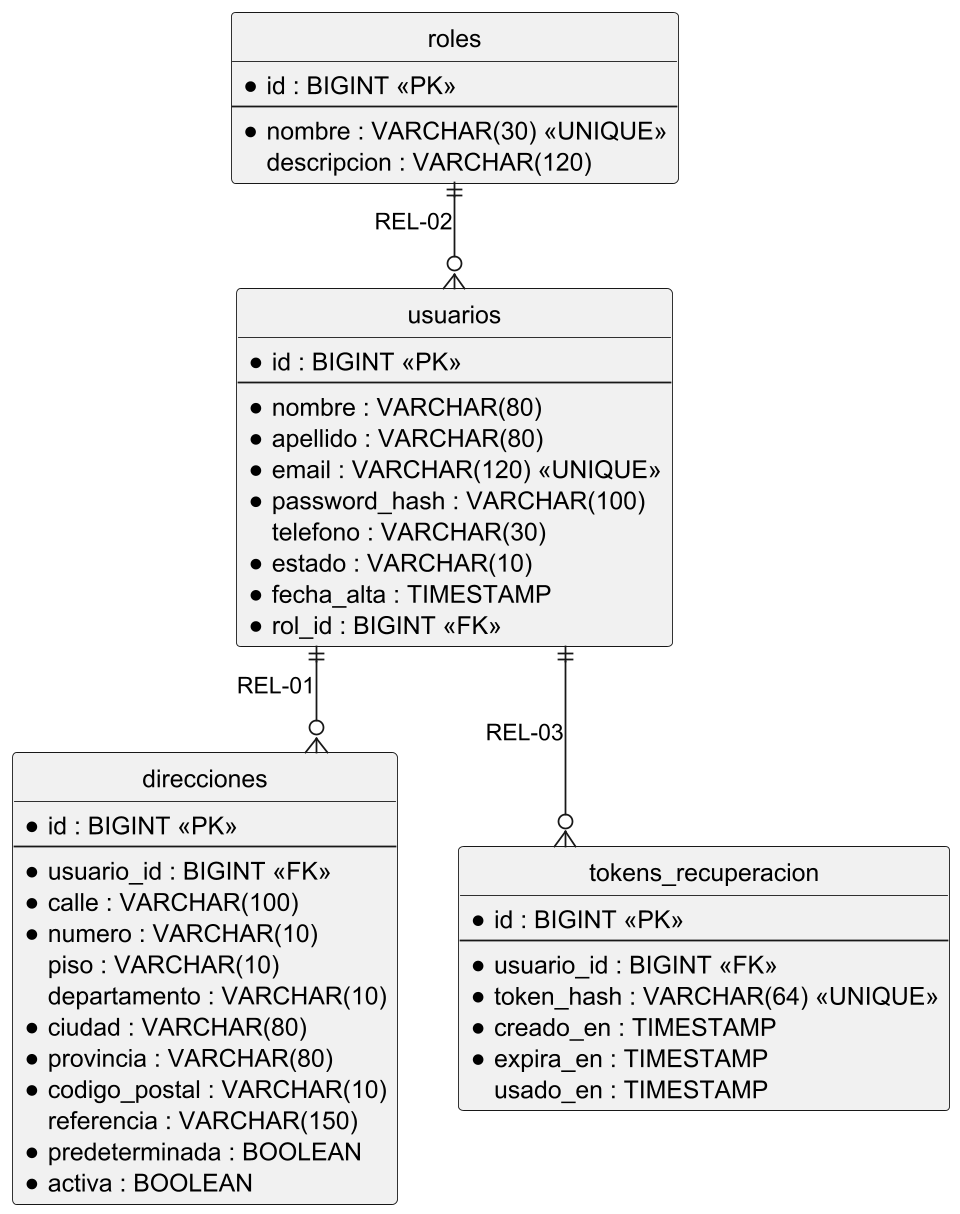 roles
● id : BIGINT «PK»
● nombre : VARCHAR(30) «UNIQUE»
descripcion : VARCHAR(120)
REL-02
usuarios
● id : BIGINT «PK»
● nombre : VARCHAR(80)
● apellido : VARCHAR(80)
● email : VARCHAR(120) «UNIQUE»
● password_hash : VARCHAR(100)
telefono : VARCHAR(30)
● estado : VARCHAR(10)
● fecha_alta : TIMESTAMP
● rol_id : BIGINT «FK»
REL-01
REL-03
direcciones
● id : BIGINT «PK»
● usuario_id : BIGINT «FK»
● calle : VARCHAR(100)
● numero : VARCHAR(10)
piso : VARCHAR(10)
departamento : VARCHAR(10)
● ciudad : VARCHAR(80)
● provincia : VARCHAR(80)
● codigo_postal : VARCHAR(10)
referencia : VARCHAR(150)
● predeterminada : BOOLEAN
● activa : BOOLEAN
tokens_recuperacion
● id : BIGINT «PK»
● usuario_id : BIGINT «FK»
● token_hash : VARCHAR(64) «UNIQUE»
● creado_en : TIMESTAMP
● expira_en : TIMESTAMP
usado_en : TIMESTAMP